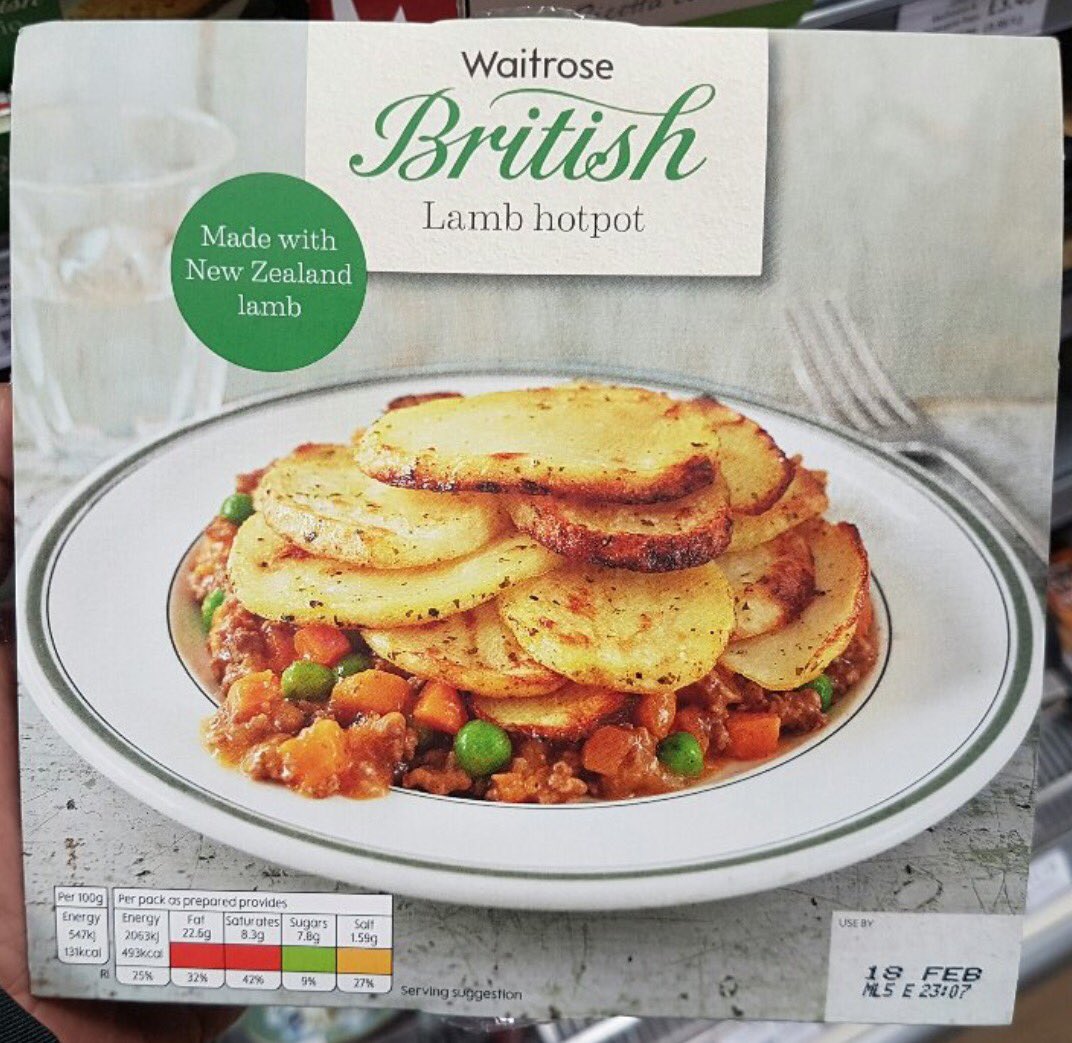 Waitrose
British
Lamb hotpot
Made with
New Zealand
lamb
Per 100g
Energy
547kJ
131kcal
Per pack as prepared provides
Energy
2063kJ
493kcal
25%
Fat
22.6g
32%
Saturates
8.3g
42%
Sugars
7.8g
9%
Salt
1.59g
27%
RI
Serving suggestion
USE BY
18 FEB
ML5 E 23:07